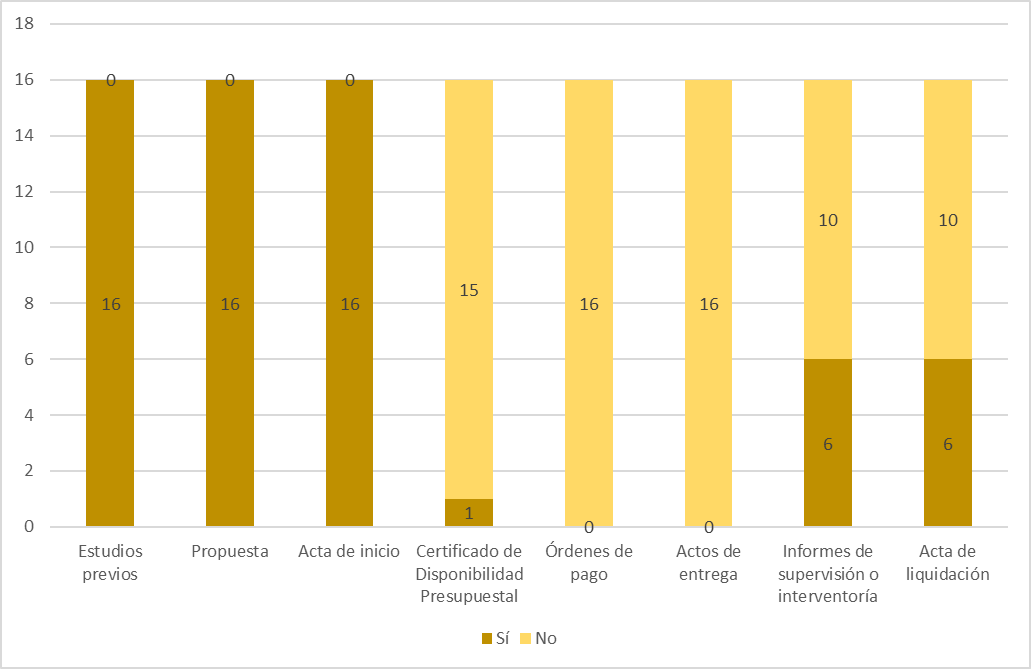 18
16
14
12
10
8
6
4
2
0
0 0 0
16 16 16 15 16 16 10 10
1 0 0 6 6
Estudios previos
Propuesta
Acta de inicio
Certificado de Disponibilidad Presupuestal
Órdenes de pago
Actos de entrega
Informes de supervisión o interventoría
Acta de liquidación
Sí No